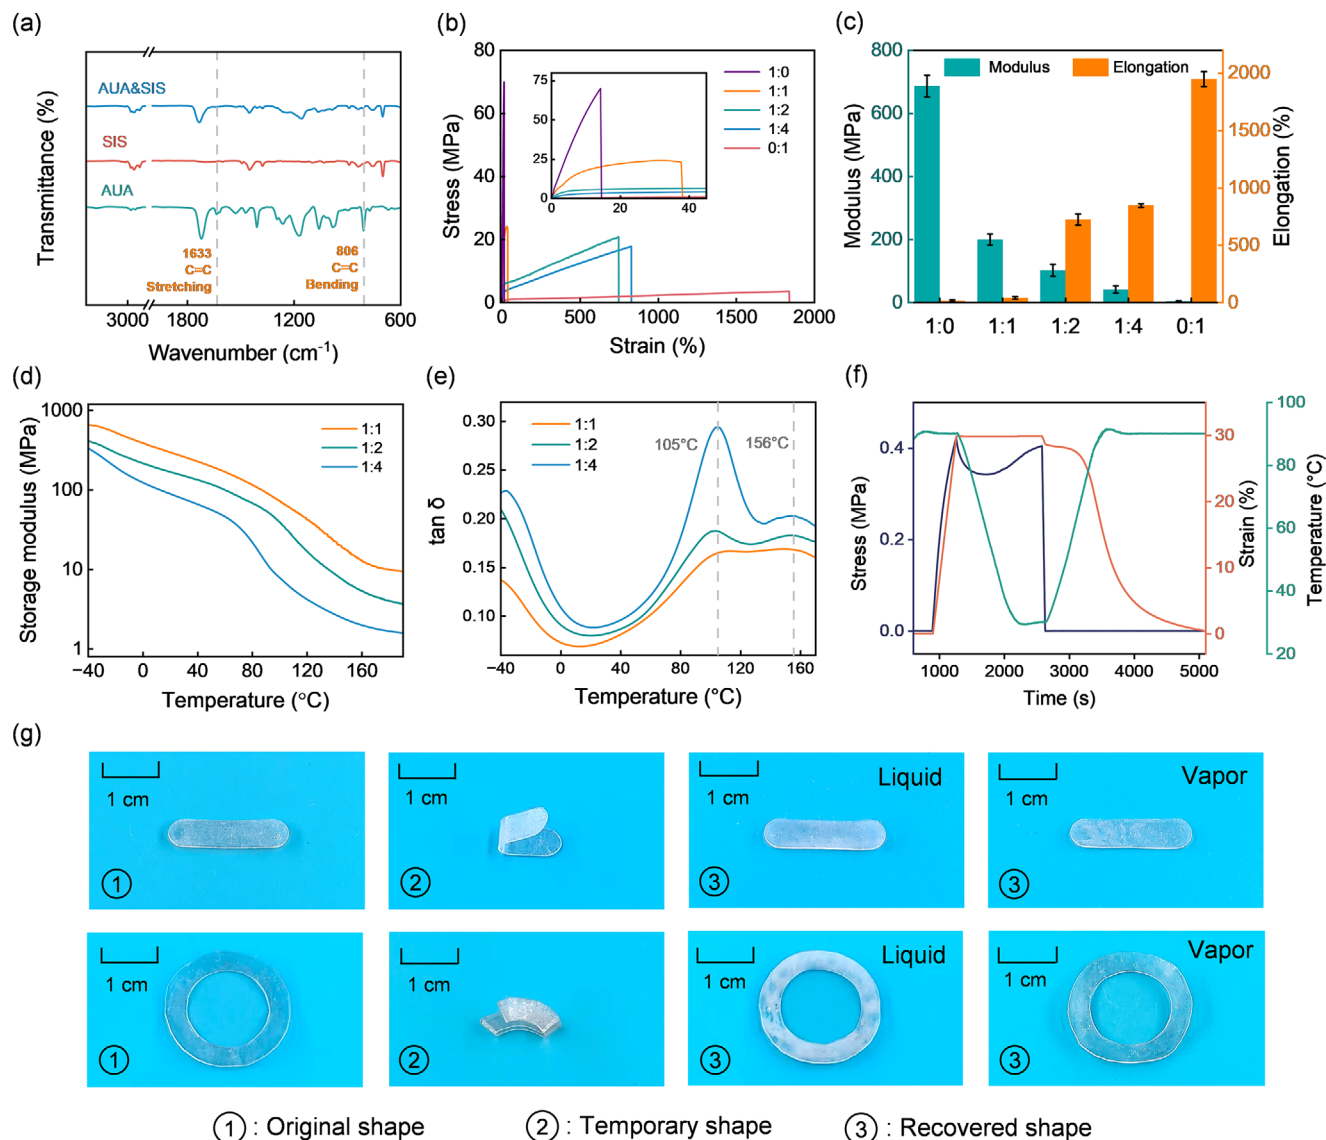 (a)
Transmittance (%)
AUA&SIS
SIS
AUA
1633
C=C
Stretching
806
C=C
Bending
3000 1800 1200 600
Wavenumber (cm⁻¹)
(b)
Stress (MPa)
80
60
40
20
0
75
50
25
0
0 20 40
1:0
1:1
1:2
1:4
0:1
0 500 1000 1500 2000
Strain (%)
(c)
Modulus (MPa)
800
600
400
200
0
Modulus Elongation
2000
1500
1000
500
0
Elongation (%)
1:0 1:1 1:2 1:4 0:1
(d)
Storage modulus (MPa)
1000
100
10
1
1:1
1:2
1:4
−40 0 40 80 120 160
Temperature (°C)
(e)
tan δ
0.30
0.25
0.20
0.15
0.10
1:1
1:2
1:4
105°C 156°C
−40 0 40 80 120 160
Temperature (°C)
(f)
Stress (MPa)
0.4
0.2
0.0
30
20
10
0
Strain (%)
100
80
60
40
20
Temperature (°C)
1000 2000 3000 4000 5000
Time (s)
(g)
1 cm
1
1 cm
2
1 cm
Liquid
3
1 cm
Vapor
3
1 cm
1
1 cm
2
1 cm
Liquid
3
1 cm
Vapor
3
1 : Original shape 2 : Temporary shape 3 : Recovered shape